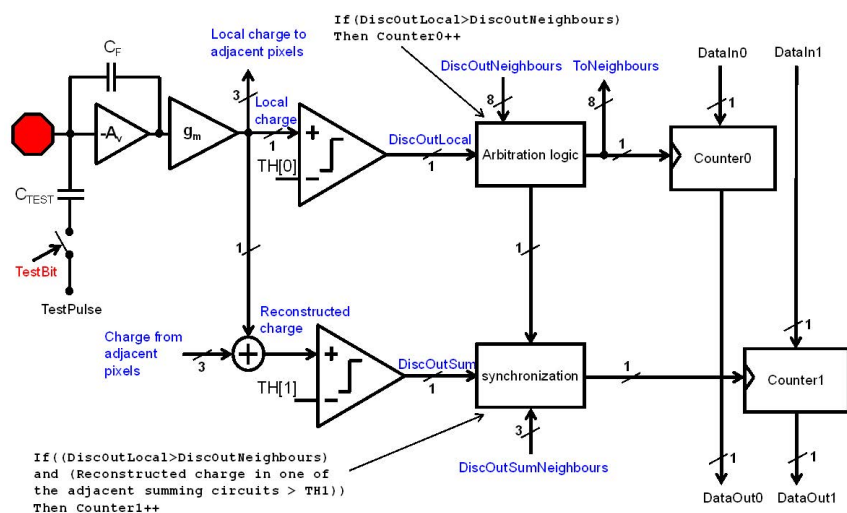 If(DiscOutLocal>DiscOutNeighbours)
Then Counter0++
Local charge to
adjacent pixels
DataIn0
DataIn1
CF
DiscOutNeighbours
ToNeighbours
3
Local
charge
8
8
1
-Av
gm
+
DiscOutLocal
1
1
Arbitration logic
1
Counter0
TH[0]
–
CTEST
1
1
TestBit
TestPulse
Reconstructed
charge
1
Charge from
adjacent
pixels
3
+
+
DiscOutSum
1
synchronization
1
Counter1
TH[1]
–
3
If((DiscOutLocal>DiscOutNeighbours)
and (Reconstructed charge in one of
the adjacent summing circuits > TH1))
Then Counter1++
DiscOutSumNeighbours
1
1
DataOut0
DataOut1